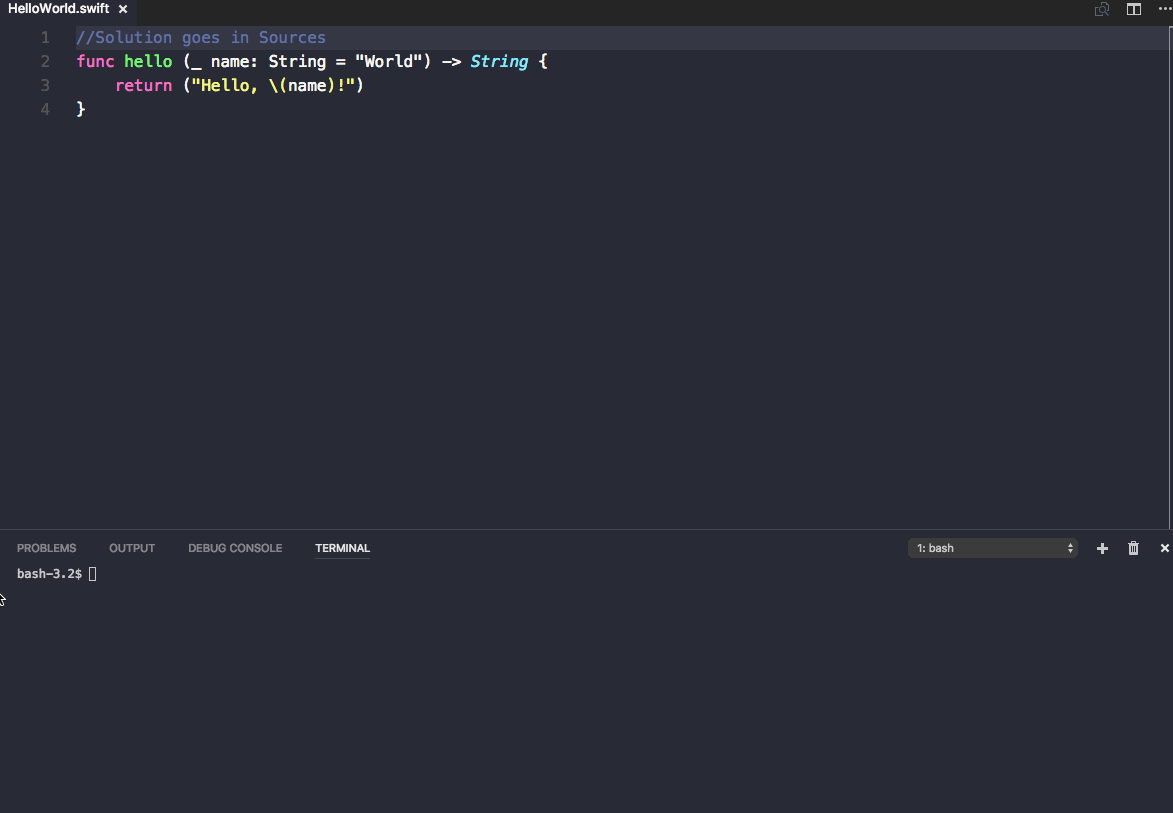 HelloWorld.swift ×
1 //Solution goes in Sources
2 func hello (_ name: String = "World") -> String {
3     return ("Hello, \(name)!")
4 }
PROBLEMS OUTPUT DEBUG CONSOLE TERMINAL 1: bash
bash-3.2$